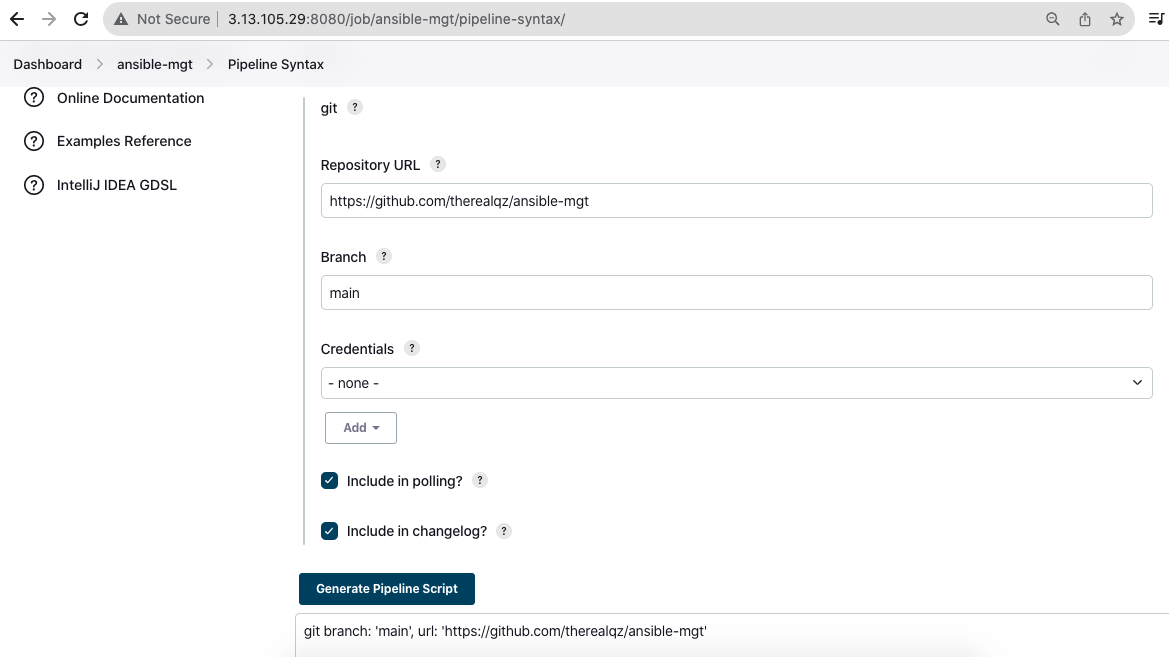 Not Secure 3.13.105.29:8080/job/ansible-mgt/pipeline-syntax/
Dashboard ansible-mgt Pipeline Syntax
Online Documentation
Examples Reference
IntelliJ IDEA GDSL
git ?
Repository URL ?
https://github.com/therealqz/ansible-mgt
Branch ?
main
Credentials ?
- none -
Add
Include in polling? ?
Include in changelog? ?
Generate Pipeline Script
git branch: 'main', url: 'https://github.com/therealqz/ansible-mgt'